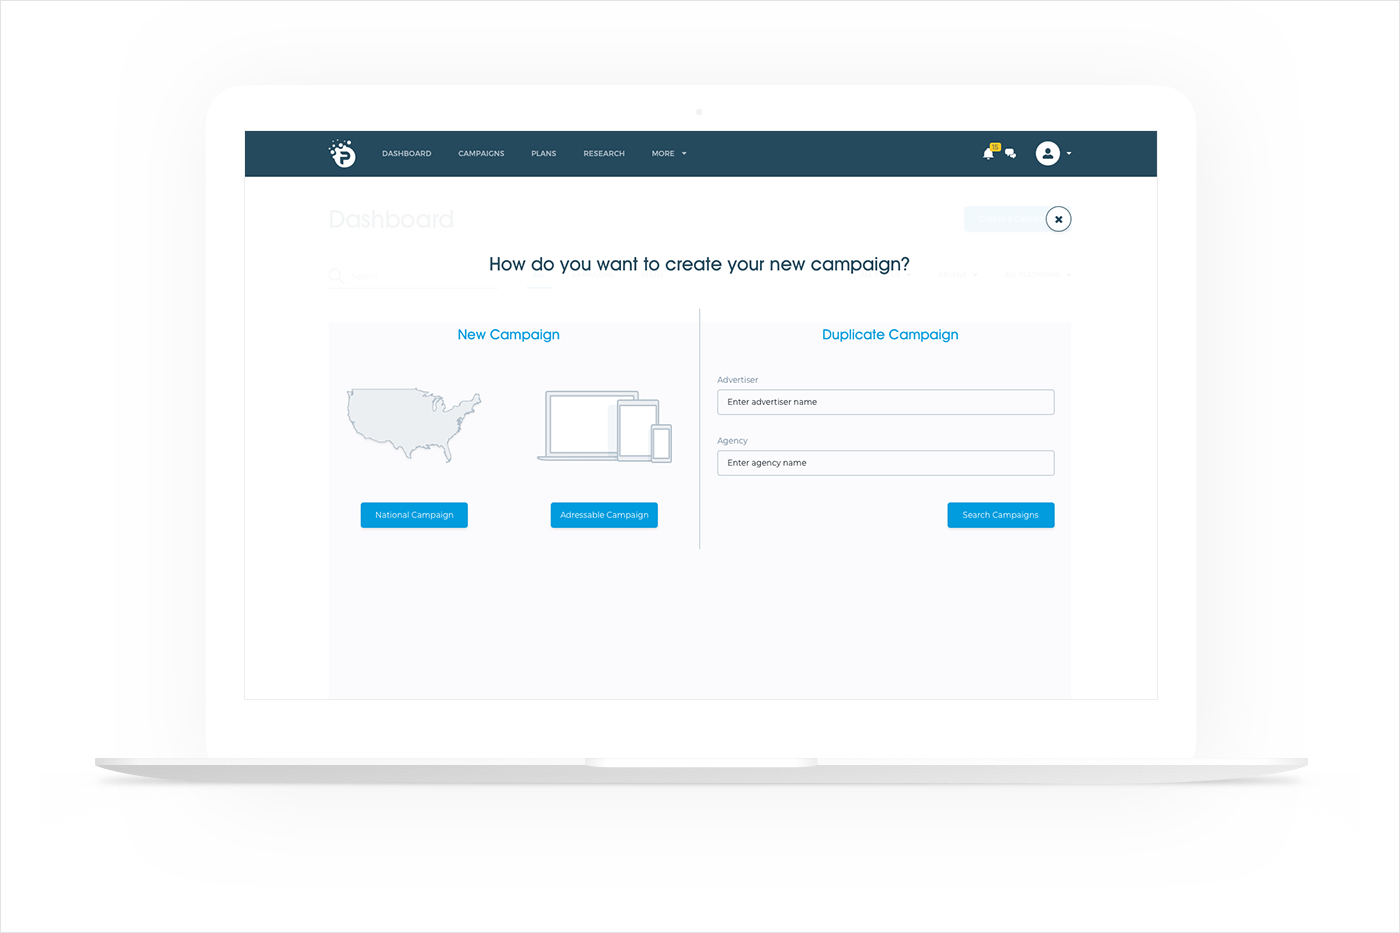 P
DASHBOARD
CAMPAIGNS
PLANS
RESEARCH
MORE
15
Dashboard
How do you want to create your new campaign?
New Campaign
National Campaign
Adressable Campaign
Duplicate Campaign
Advertiser
Enter advertiser name
Agency
Enter agency name
Search Campaigns